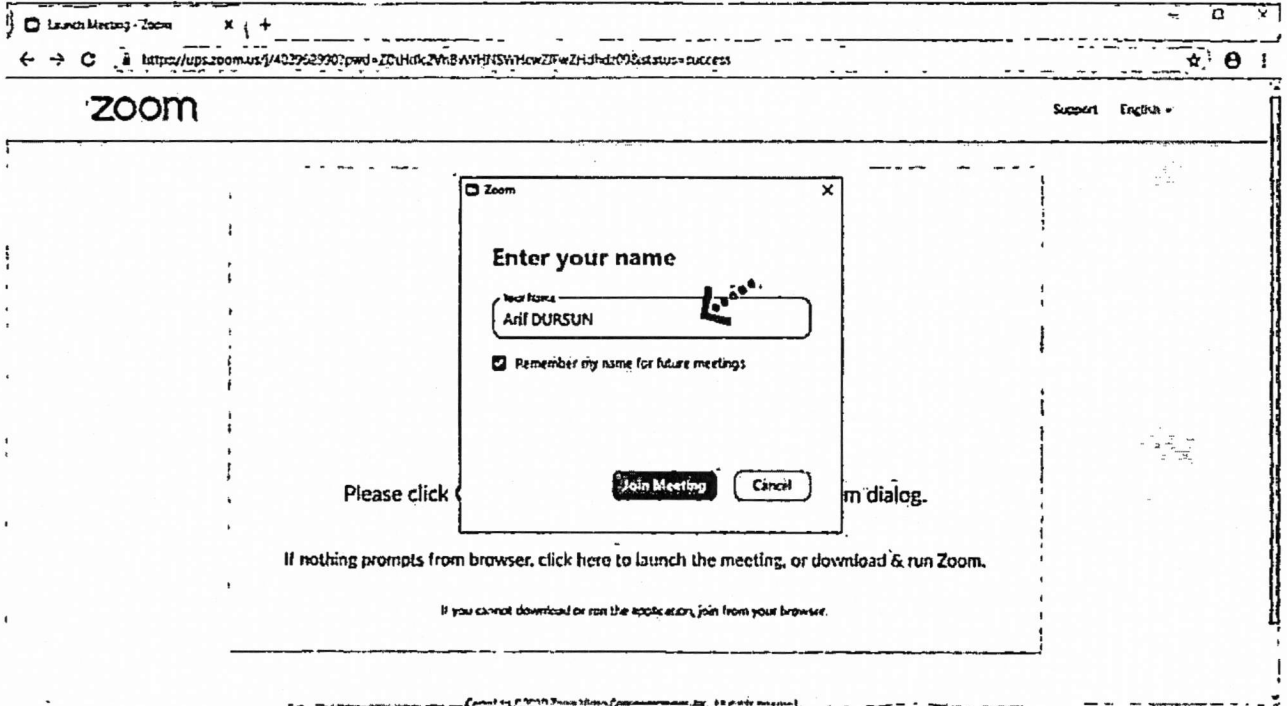 Launch Meeting - Zoom
zoom
Support English
Zoom
Enter your name
Your Name
Arif DURSUN
Remember my name for future meetings
Join Meeting Cancel
Please click m dialog.
If nothing prompts from browser, click here to launch the meeting, or download & run Zoom.
If you cannot download or run the application, join from your browser.